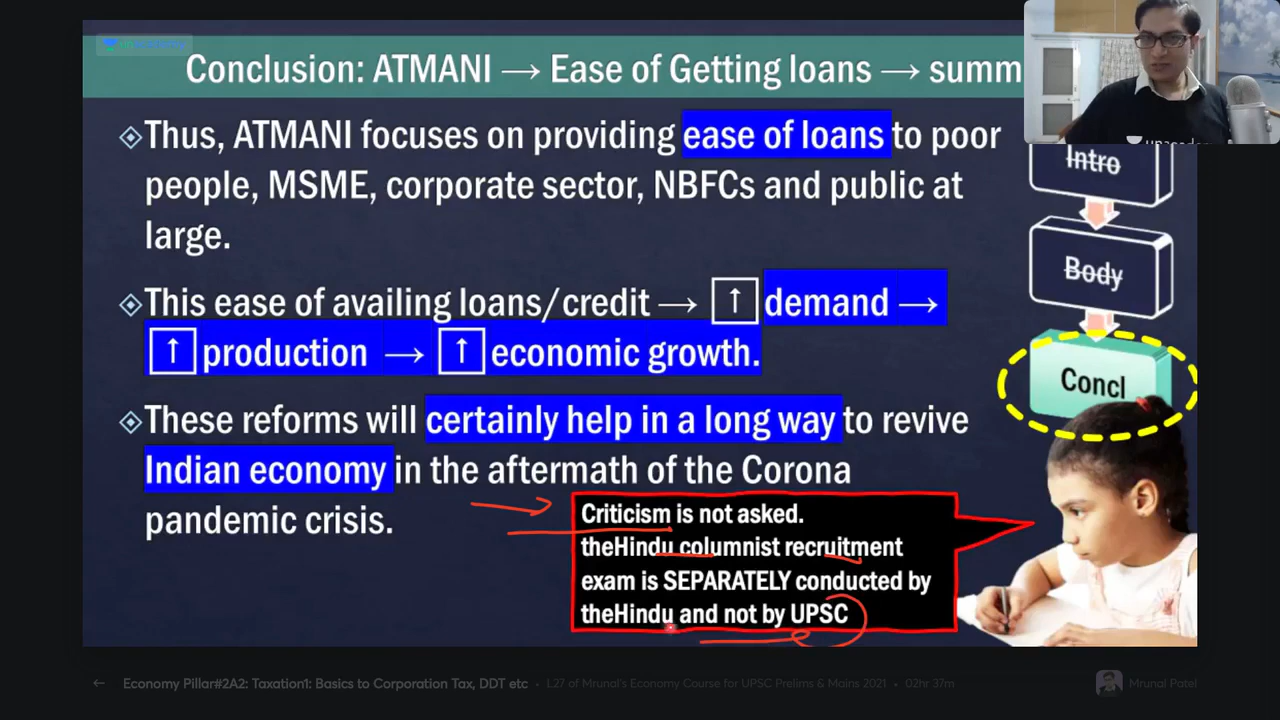 Conclusion: ATMANI → Ease of Getting loans → summ
Thus, ATMANI focuses on providing ease of loans to poor
people, MSME, corporate sector, NBFCs and public at
large.
This ease of availing loans/credit → ↑ demand →
↑ production → ↑ economic growth.
These reforms will certainly help in a long way to revive
Indian economy in the aftermath of the Corona
pandemic crisis.
Criticism is not asked.
theHindu columnist recruitment
exam is SEPARATELY conducted by
theHindu and not by UPSC
Intro
Body
Concl
← Economy Pillar#2A2: Taxation1: Basics to Corporation Tax, DDT etc • L27 of Mrunal's Economy Course for UPSC Prelims & Mains 2021 • 02hr 37m
Mrunal Patel